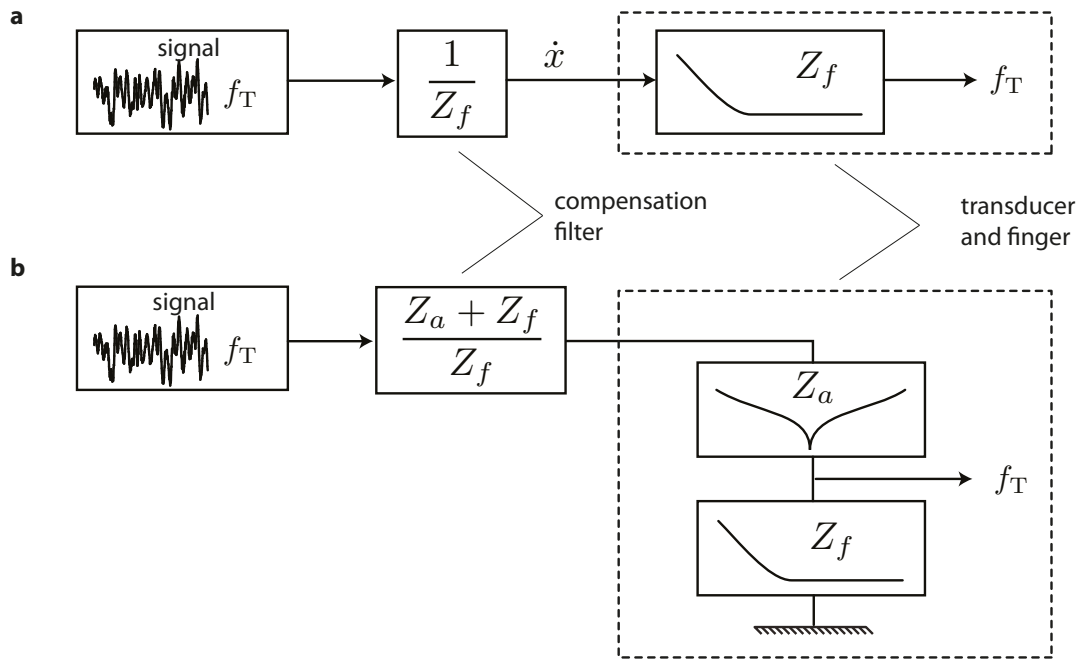 a
signal
f_T
1
Z_f
ẋ
Z_f
f_T
compensation
filter
transducer
and finger
b
signal
f_T
Z_a + Z_f
Z_f
Z_a
f_T
Z_f